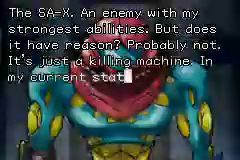 The SA-X. An enemy with my
strongest abilities. But does
it have reason? Probably not.
It's just a killing machine. In
my current stat